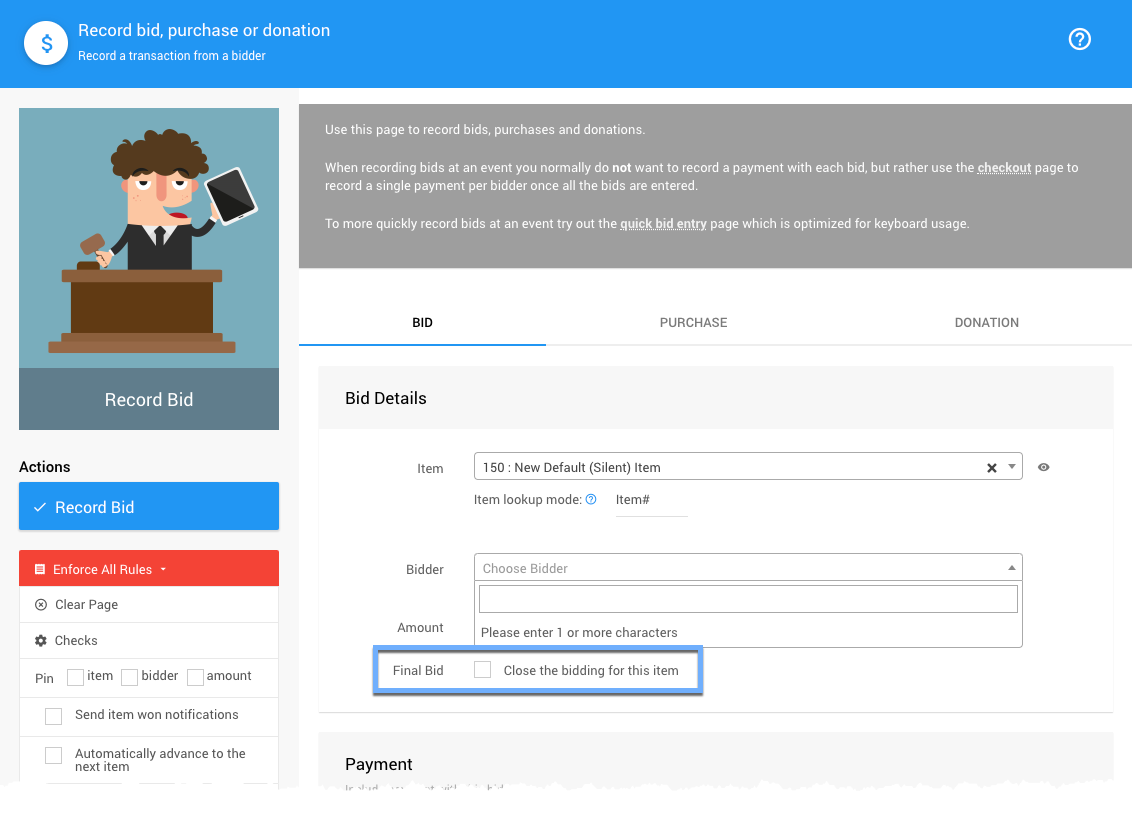 $
Record bid, purchase or donation
Record a transaction from a bidder
?
Record Bid
Actions
Record Bid
Enforce All Rules
Clear Page
Checks
Pin item bidder amount
Send item won notifications
Automatically advance to the
next item
Use this page to record bids, purchases and donations.
When recording bids at an event you normally do not want to record a payment with each bid, but rather use the checkout page to
record a single payment per bidder once all the bids are entered.
To more quickly record bids at an event try out the quick bid entry page which is optimized for keyboard usage.
BID PURCHASE DONATION
Bid Details
Item 150 : New Default (Silent) Item
Item lookup mode: ? Item#
Bidder Choose Bidder
Please enter 1 or more characters
Amount
Final Bid Close the bidding for this item
Payment